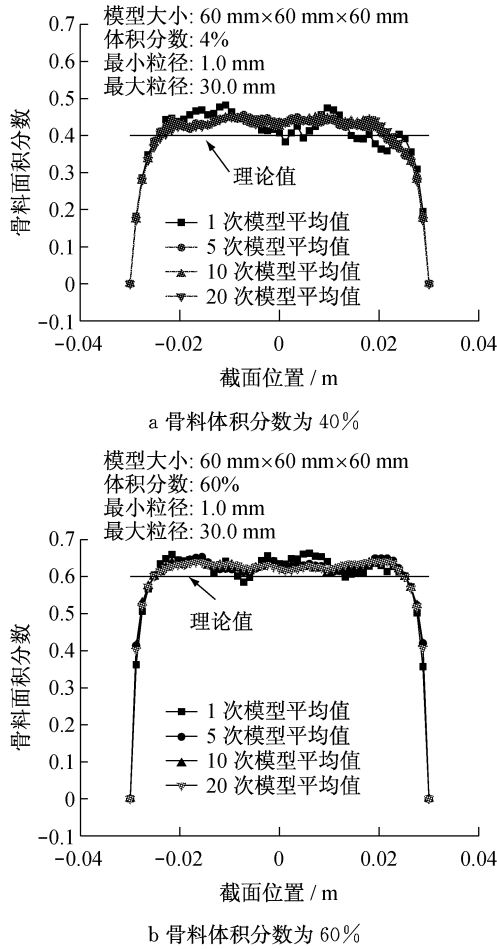 模型大小: 60 mm×60 mm×60 mm
体积分数: 4%
最小粒径: 1.0 mm
最大粒径: 30.0 mm
0.7
0.6
0.5
0.4
0.3
0.2
0.1
0
−0.1
骨料面积分数
理论值
1 次模型平均值
5 次模型平均值
10 次模型平均值
20 次模型平均值
−0.04
−0.02
0
0.02
0.04
截面位置 / m
a 骨料体积分数为 40%
模型大小: 60 mm×60 mm×60 mm
体积分数: 60%
最小粒径: 1.0 mm
最大粒径: 30.0 mm
0.7
0.6
0.5
0.4
0.3
0.2
0.1
0
−0.1
骨料面积分数
理论值
1 次模型平均值
5 次模型平均值
10 次模型平均值
20 次模型平均值
−0.04
−0.02
0
0.02
0.04
截面位置 / m
b 骨料体积分数为 60%